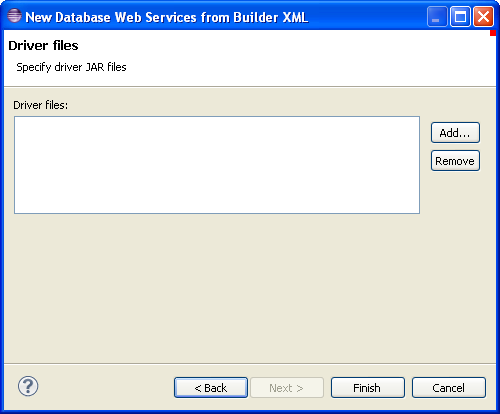 New Database Web Services from Builder XML
Driver files
Specify driver JAR files
Driver files:
Add...
Remove
?
< Back
Next >
Finish
Cancel